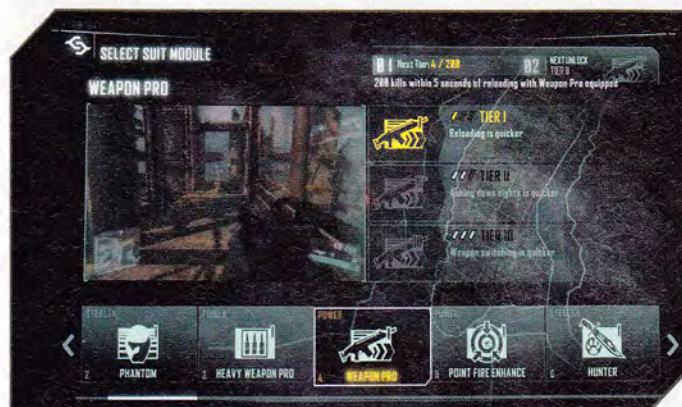 SELECT SUIT MODULE
01 Next Tier: 4 / 200
02 NEXT UNLOCK
TIER II
200 kills within 5 seconds of reloading with Weapon Pro equipped
WEAPON PRO
TIER I
Reloading is quicker
TIER II
Aiming down sights is quicker
TIER III
Weapon switching is quicker
STEALTH
2 PHANTOM
POWER
3 HEAVY WEAPON PRO
POWER
4 WEAPON PRO
POWER
5 POINT FIRE ENHANCE
STEALTH
6 HUNTER